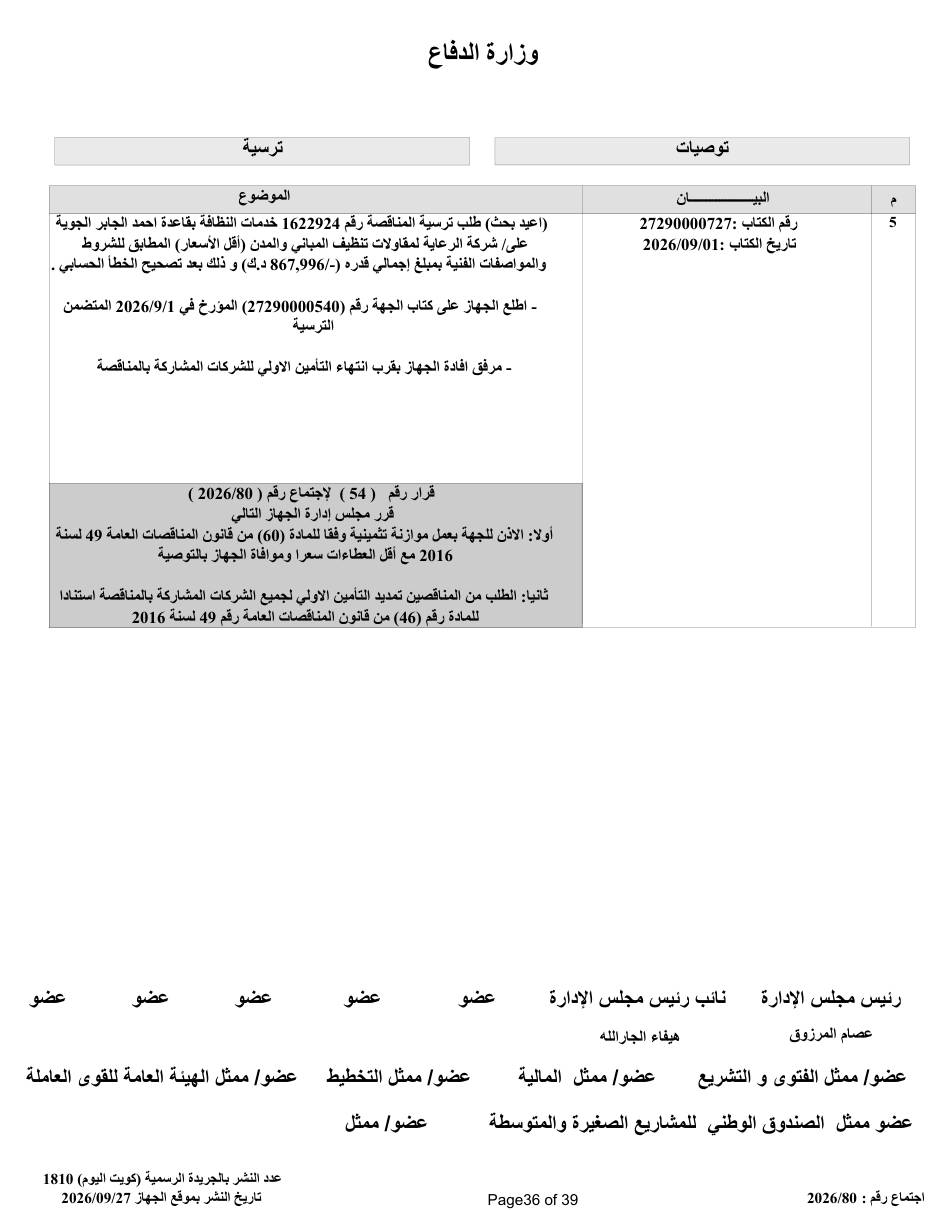 وزارة الدفاع
توصيات
ترسية
م
البيـــــــــــــان
الموضوع
5
رقم الكتاب :27290000727
تاريخ الكتاب :2026/09/01
(اعيد بحث) طلب ترسية المناقصة رقم 1622924 خدمات النظافة بقاعدة احمد الجابر الجوية
على/ شركة الرعاية لمقاولات تنظيف المباني والمدن (أقل الأسعار) المطابق للشروط
والمواصفات الفنية بمبلغ إجمالي قدره (-/867,996 د.ك) و ذلك بعد تصحيح الخطأ الحسابي .
- اطلع الجهاز على كتاب الجهة رقم (27290000540) المؤرخ في 2026/9/1 المتضمن
الترسية
- مرفق افادة الجهاز بقرب انتهاء التأمين الاولي للشركات المشاركة بالمناقصة
قرار رقم ( 54 ) لإجتماع رقم ( 2026/80 )
قرر مجلس إدارة الجهاز التالي
أولا: الاذن للجهة بعمل موازنة تثمينية وفقا للمادة (60) من قانون المناقصات العامة 49 لسنة
2016 مع أقل العطاءات سعرا وموافاة الجهاز بالتوصية
ثانيا: الطلب من المناقصين تمديد التأمين الاولي لجميع الشركات المشاركة بالمناقصة استنادا
للمادة رقم (46) من قانون المناقصات العامة رقم 49 لسنة 2016
رئيس مجلس الإدارة نائب رئيس مجلس الإدارة عضو عضو عضو عضو عضو
عصام المرزوق هيفاء الجارالله
عضو/ ممثل الفتوى و التشريع عضو/ ممثل المالية عضو/ ممثل التخطيط عضو/ ممثل الهيئة العامة للقوى العاملة
عضو ممثل الصندوق الوطني للمشاريع الصغيرة والمتوسطة عضو/ ممثل
عدد النشر بالجريدة الرسمية (كويت اليوم) 1810
اجتماع رقم : 2026/80 Page36 of 39 تاريخ النشر بموقع الجهاز 2026/09/27